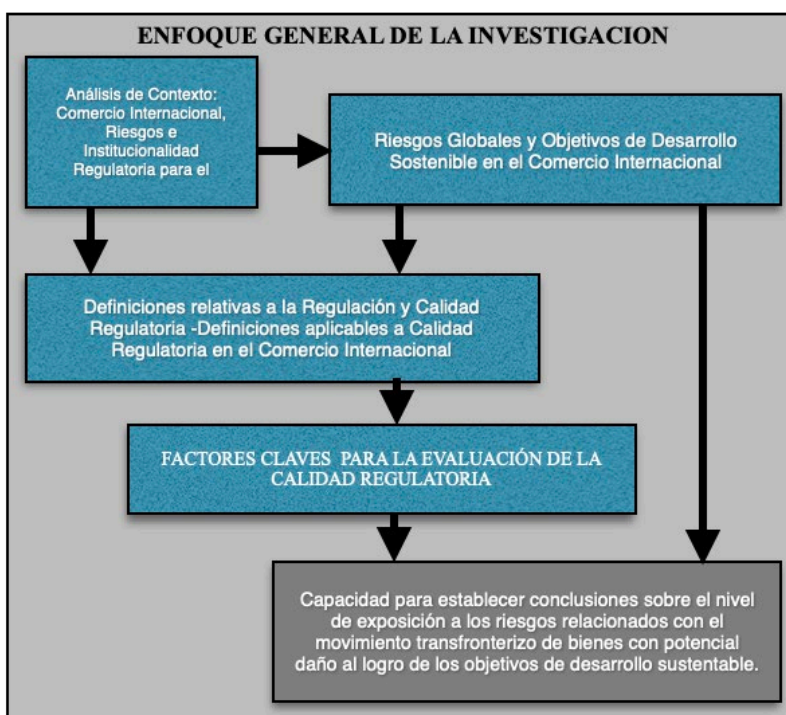 ENFOQUE GENERAL DE LA INVESTIGACION
Análisis de Contexto:
Comercio Internacional,
Riesgos e
Institucionalidad
Regulatoria para el
Riesgos Globales y Objetivos de Desarrollo
Sostenible en el Comercio Internacional
Definiciones relativas a la Regulación y Calidad
Regulatoria -Definiciones aplicables a Calidad
Regulatoria en el Comercio Internacional
FACTORES CLAVES PARA LA EVALUACIÓN DE LA
CALIDAD REGULATORIA
Capacidad para establecer conclusiones sobre el nivel
de exposición a los riesgos relacionados con el
movimiento transfronterizo de bienes con potencial
daño al logro de los objetivos de desarrollo sustentable.